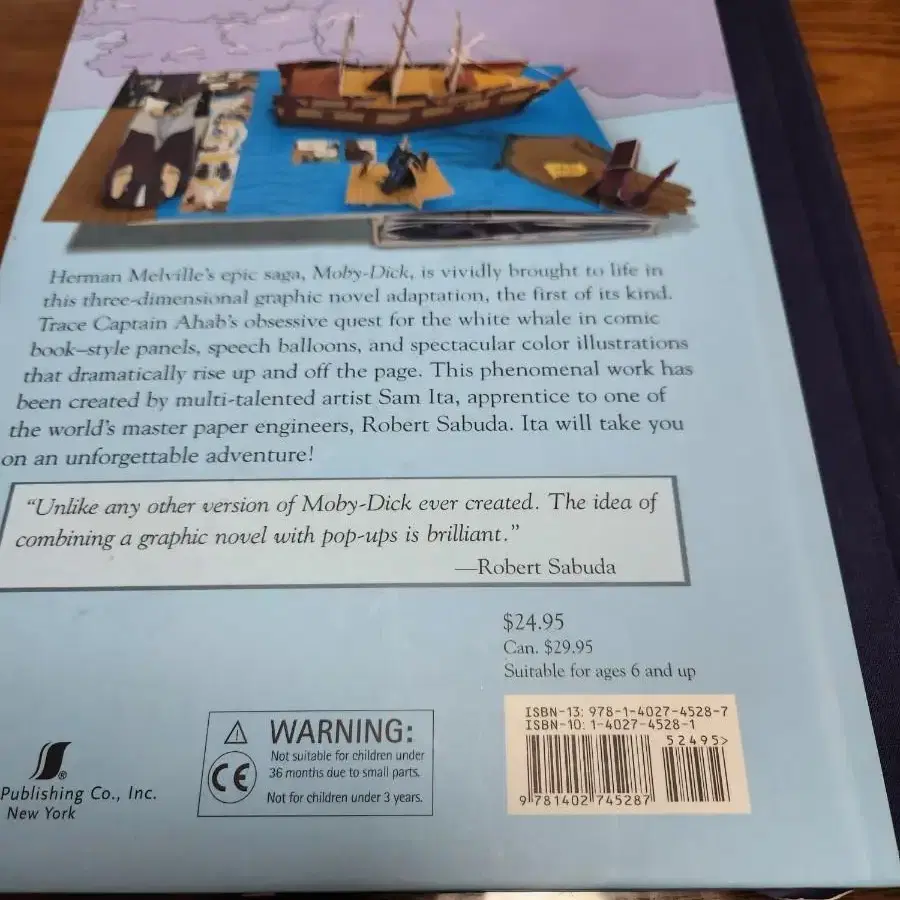 Herman Melville's epic saga, Moby-Dick, is vividly brought to life in
this three-dimensional graphic novel adaptation, the first of its kind.
Trace Captain Ahab's obsessive quest for the white whale in comic
book–style panels, speech balloons, and spectacular color illustrations
that dramatically rise up and off the page. This phenomenal work has
been created by multi-talented artist Sam Ita, apprentice to one of
the world's master paper engineers, Robert Sabuda. Ita will take you
on an unforgettable adventure!
“Unlike any other version of Moby-Dick ever created. The idea of
combining a graphic novel with pop-ups is brilliant.”
—Robert Sabuda
$24.95
Can. $29.95
Suitable for ages 6 and up
ISBN-13: 978-1-4027-4528-7
ISBN-10: 1-4027-4528-1
52495>
9 781402 745287
WARNING:
Not suitable for children under
36 months due to small parts.
Not for children under 3 years.
CE
®
Publishing Co., Inc.
New York